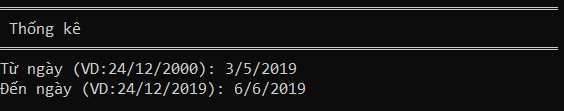 Thống kê
Từ ngày (VD:24/12/2000): 3/5/2019
Đến ngày (VD:24/12/2019): 6/6/2019